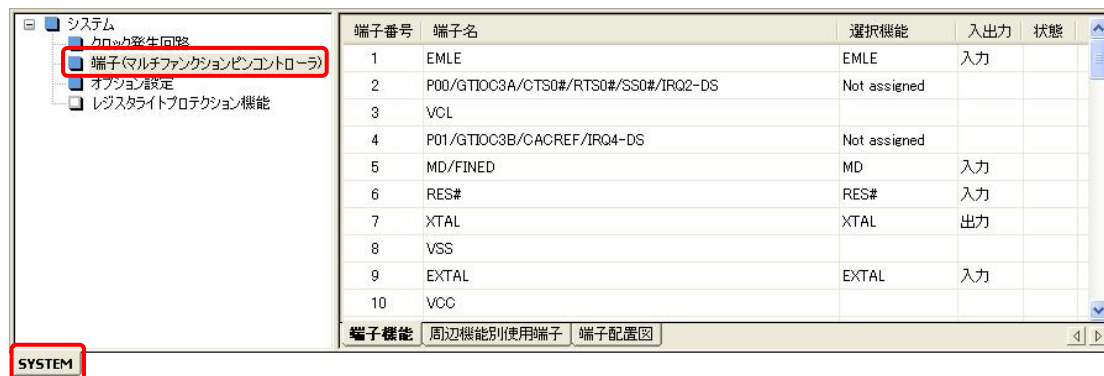 システム
クロック発生回路
端子(マルチファンクションピンコントローラ)
オプション設定
レジスタライトプロテクション機能
端子番号 端子名 選択機能 入出力 状態
1 EMLE EMLE 入力
2 P00/GTIOC3A/CTS0#/RTS0#/SS0#/IRQ2-DS Not assigned
3 VCL
4 P01/GTIOC3B/CACREF/IRQ4-DS Not assigned
5 MD/FINED MD 入力
6 RES# RES# 入力
7 XTAL XTAL 出力
8 VSS
9 EXTAL EXTAL 入力
10 VCC
端子機能 周辺機能別使用端子 端子配置図
SYSTEM